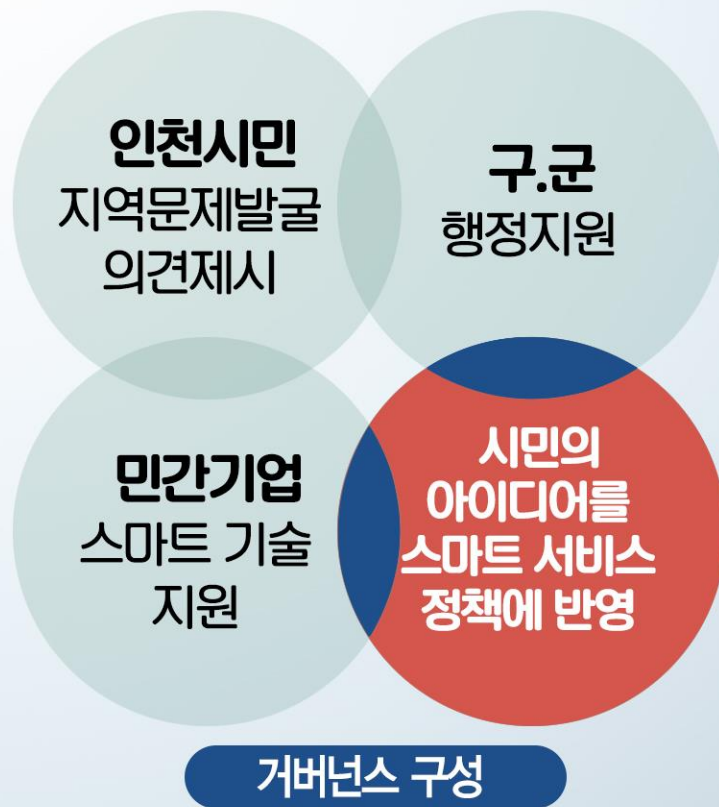 인천시민
지역문제발굴
의견제시
구.군
행정지원
민간기업
스마트 기술
지원
시민의
아이디어를
스마트 서비스
정책에 반영
거버넌스 구성